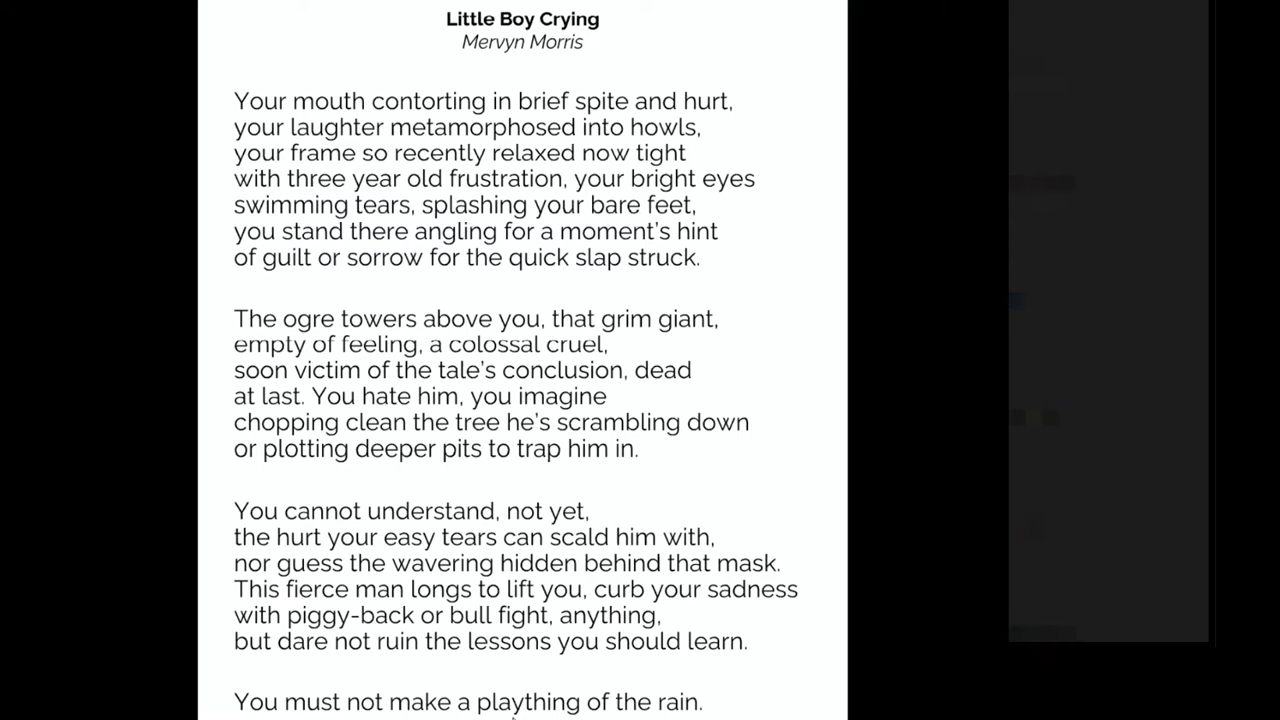 Little Boy Crying
Mervyn Morris
Your mouth contorting in brief spite and hurt,
your laughter metamorphosed into howls,
your frame so recently relaxed now tight
with three year old frustration, your bright eyes
swimming tears, splashing your bare feet,
you stand there angling for a moment's hint
of guilt or sorrow for the quick slap struck.
The ogre towers above you, that grim giant,
empty of feeling, a colossal cruel,
soon victim of the tale's conclusion, dead
at last. You hate him, you imagine
chopping clean the tree he's scrambling down
or plotting deeper pits to trap him in.
You cannot understand, not yet,
the hurt your easy tears can scald him with,
nor guess the wavering hidden behind that mask.
This fierce man longs to lift you, curb your sadness
with piggy-back or bull fight, anything,
but dare not ruin the lessons you should learn.
You must not make a plaything of the rain.